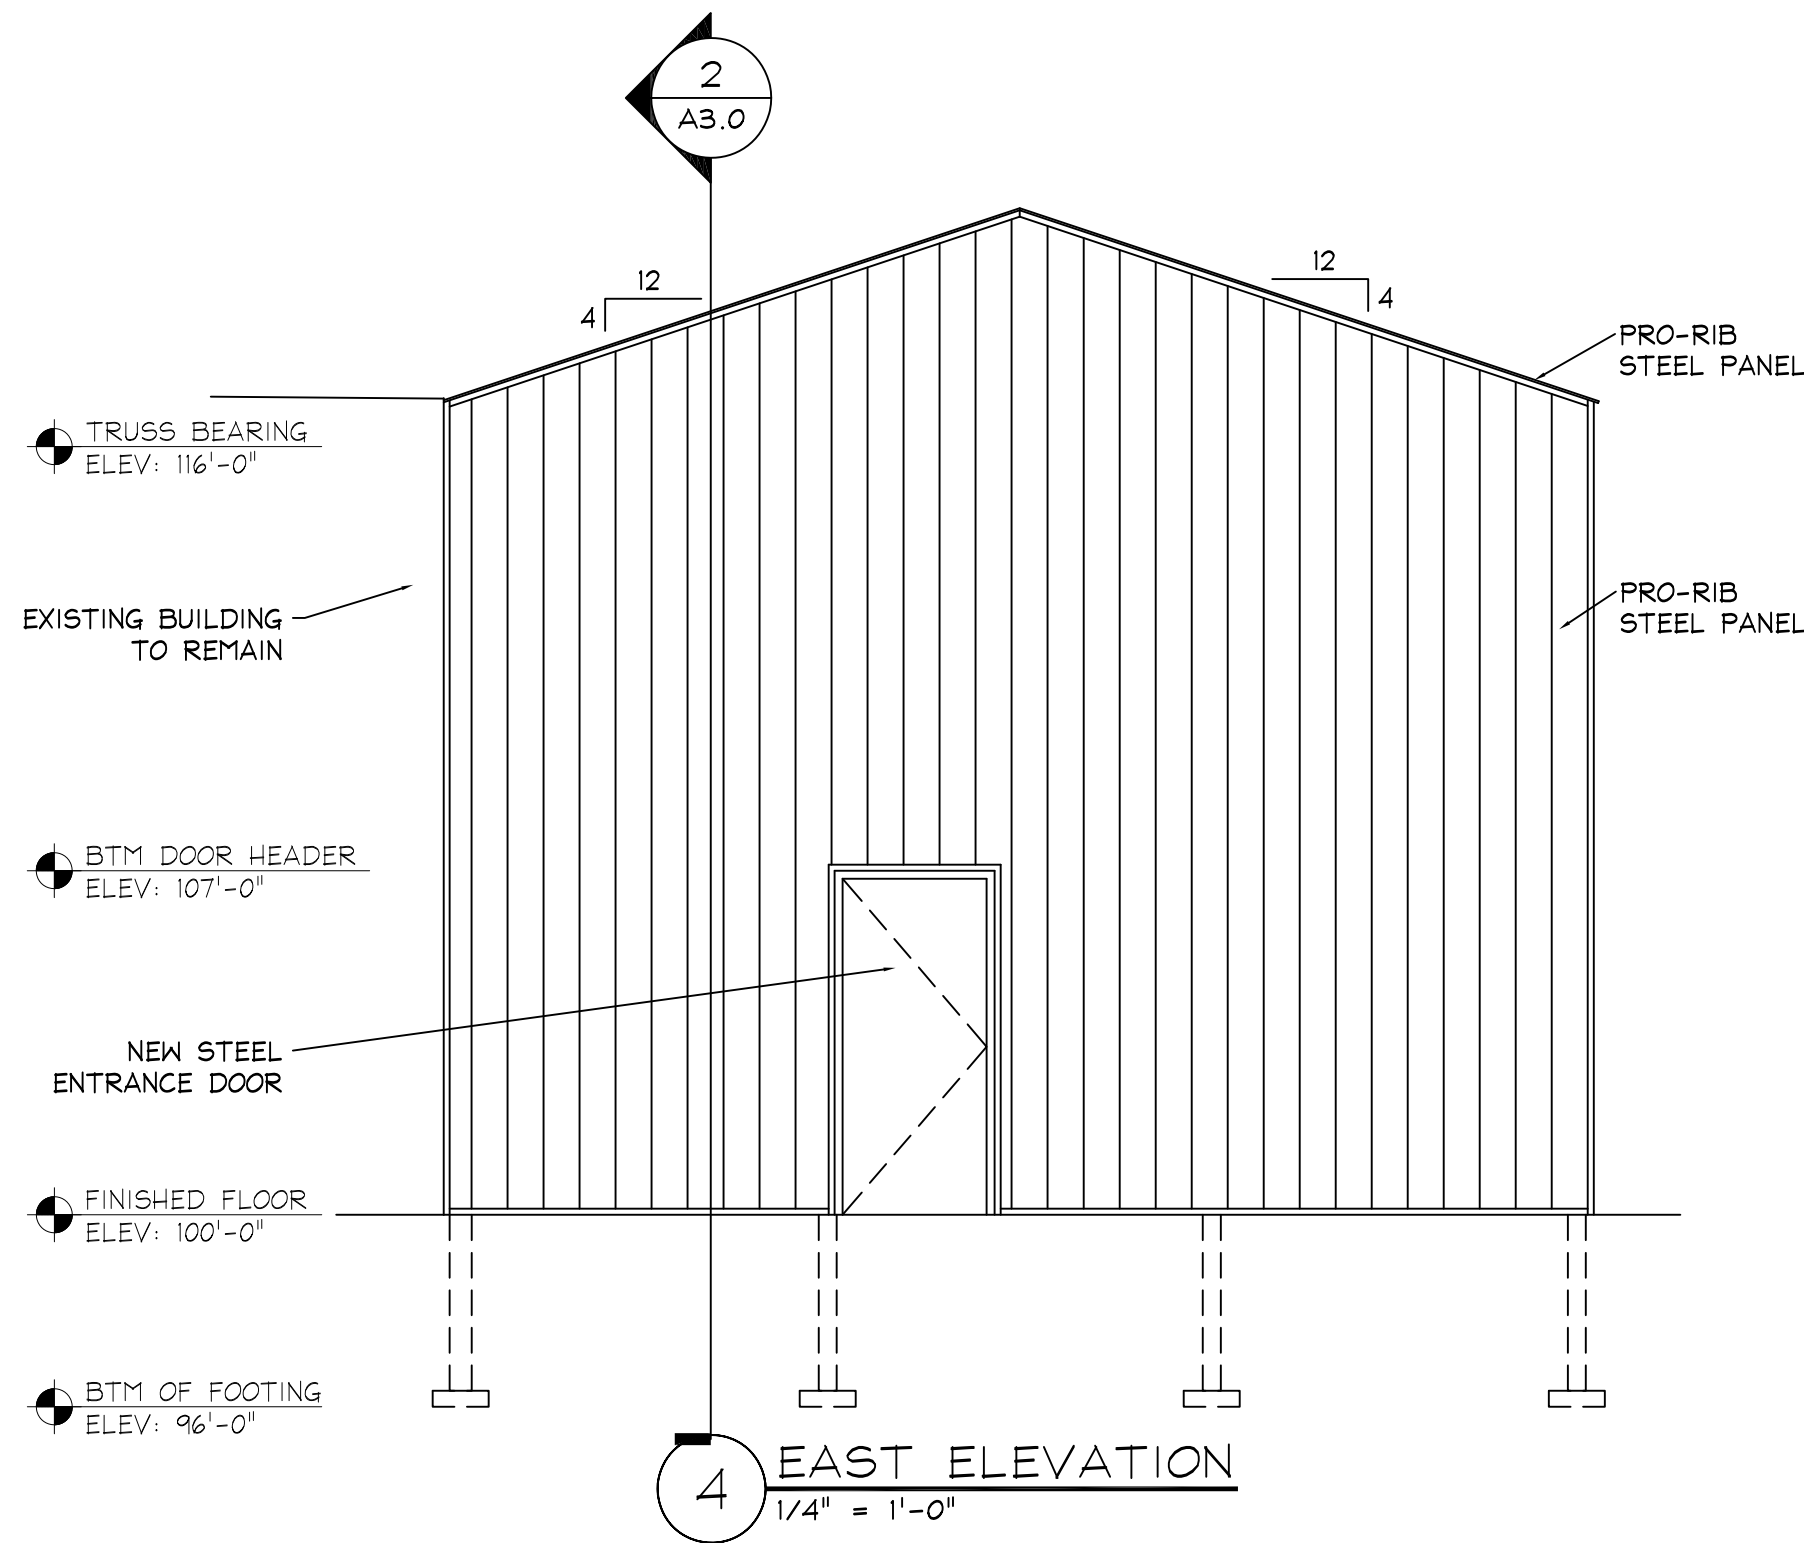 2
A3.0
12
4
12
4
PRO-RIB
STEEL PANEL
TRUSS BEARING
ELEV: 116'-0"
EXISTING BUILDING
TO REMAIN
PRO-RIB
STEEL PANEL
BTM DOOR HEADER
ELEV: 107'-0"
NEW STEEL
ENTRANCE DOOR
FINISHED FLOOR
ELEV: 100'-0"
BTM OF FOOTING
ELEV: 96'-0"
4
EAST ELEVATION
1/4" = 1'-0"